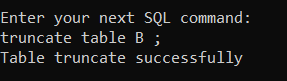 Enter your next SQL command:
truncate table B ;
Table truncate successfully